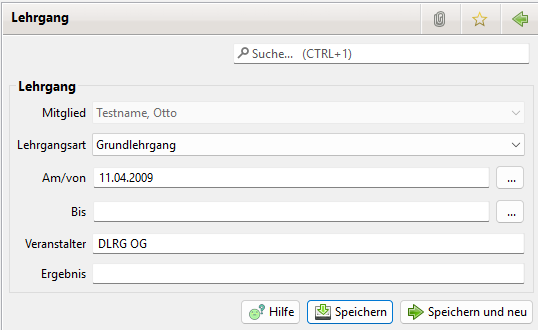 Lehrgang
Suche... (CTRL+1)
Lehrgang
Mitglied Testname, Otto
Lehrgangsart Grundlehrgang
Am/von 11.04.2009 ...
Bis ...
Veranstalter DLRG OG
Ergebnis
Hilfe Speichern Speichern und neu